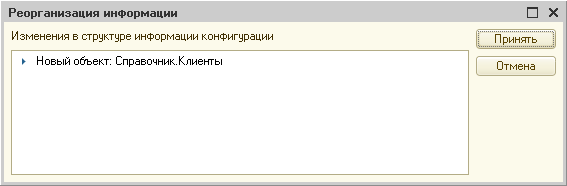 Реорганизация информации
Изменения в структуре информации конфигурации
Принять
Новый объект: Справочник.Клиенты
Отмена